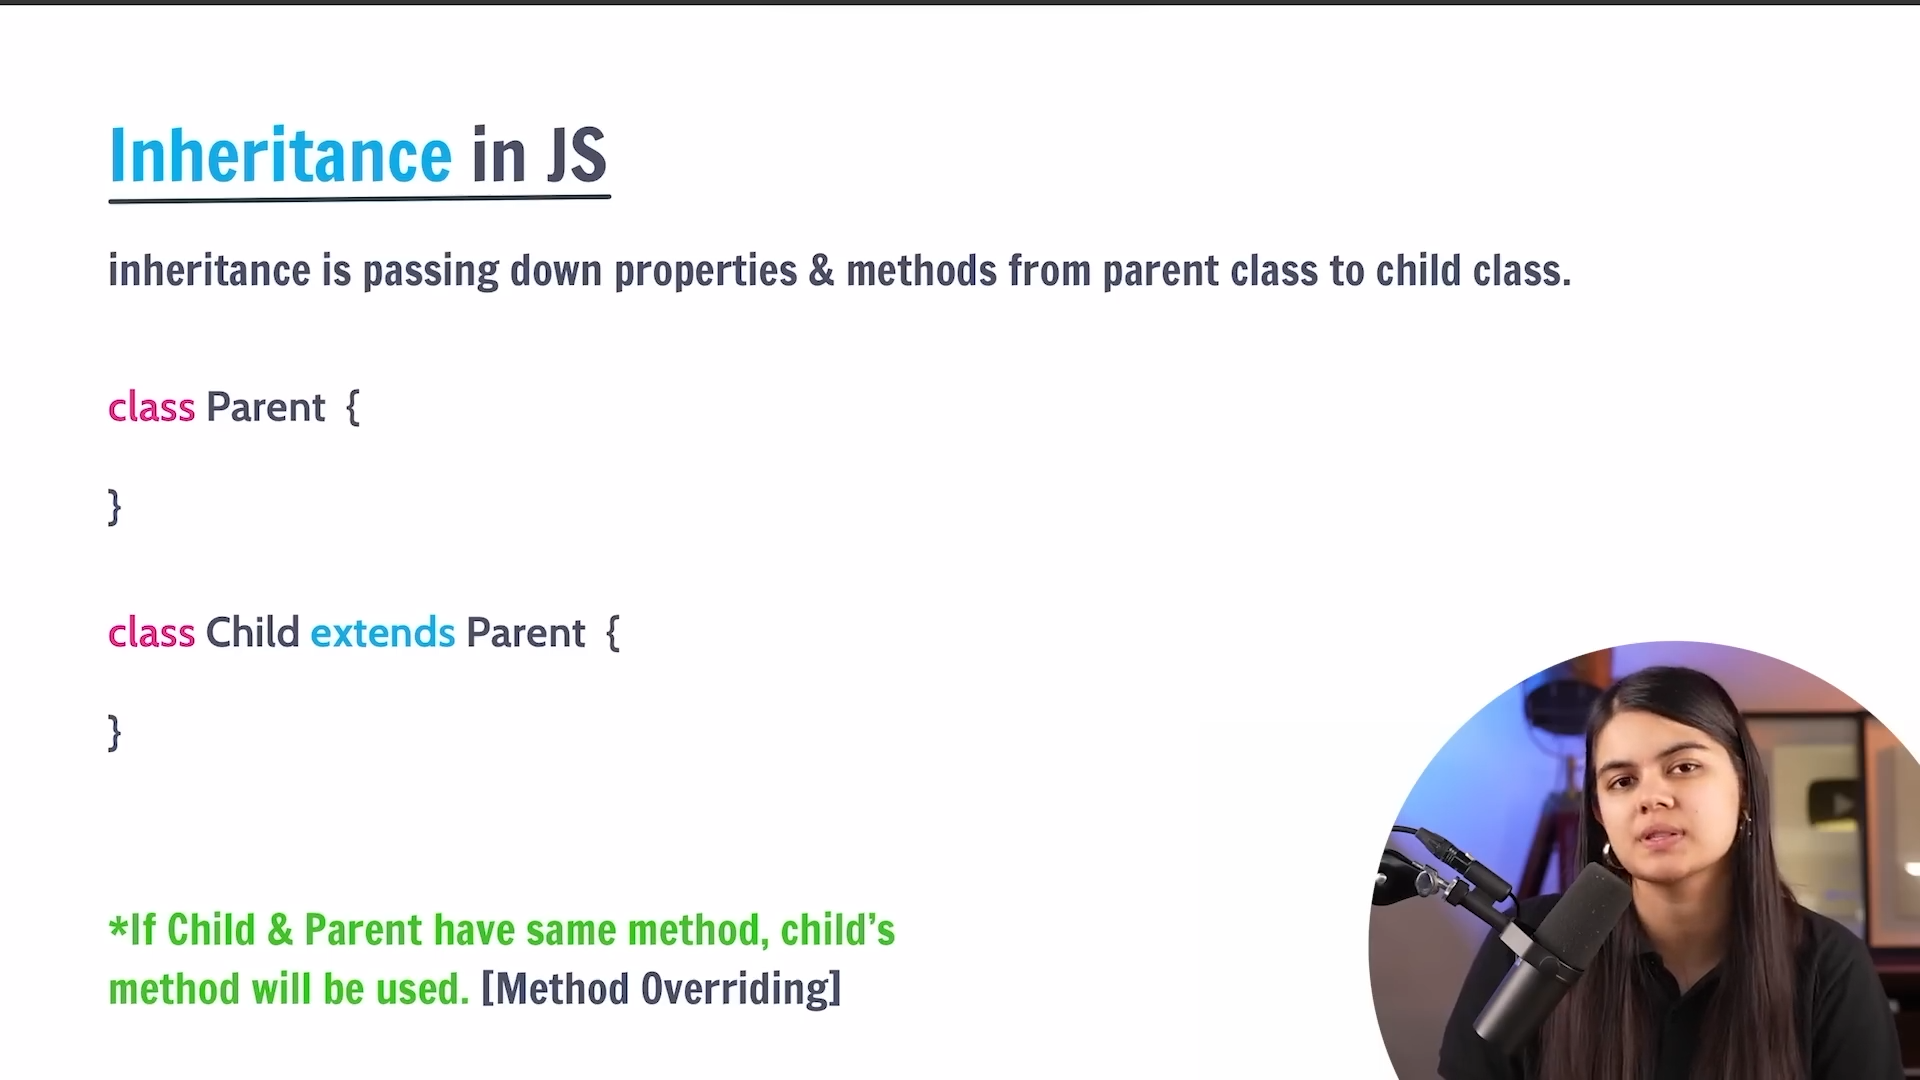 Inheritance in JS
inheritance is passing down properties & methods from parent class to child class.
class Parent {
}
class Child extends Parent {
}
*If Child & Parent have same method, child’s
method will be used. [Method Overriding]